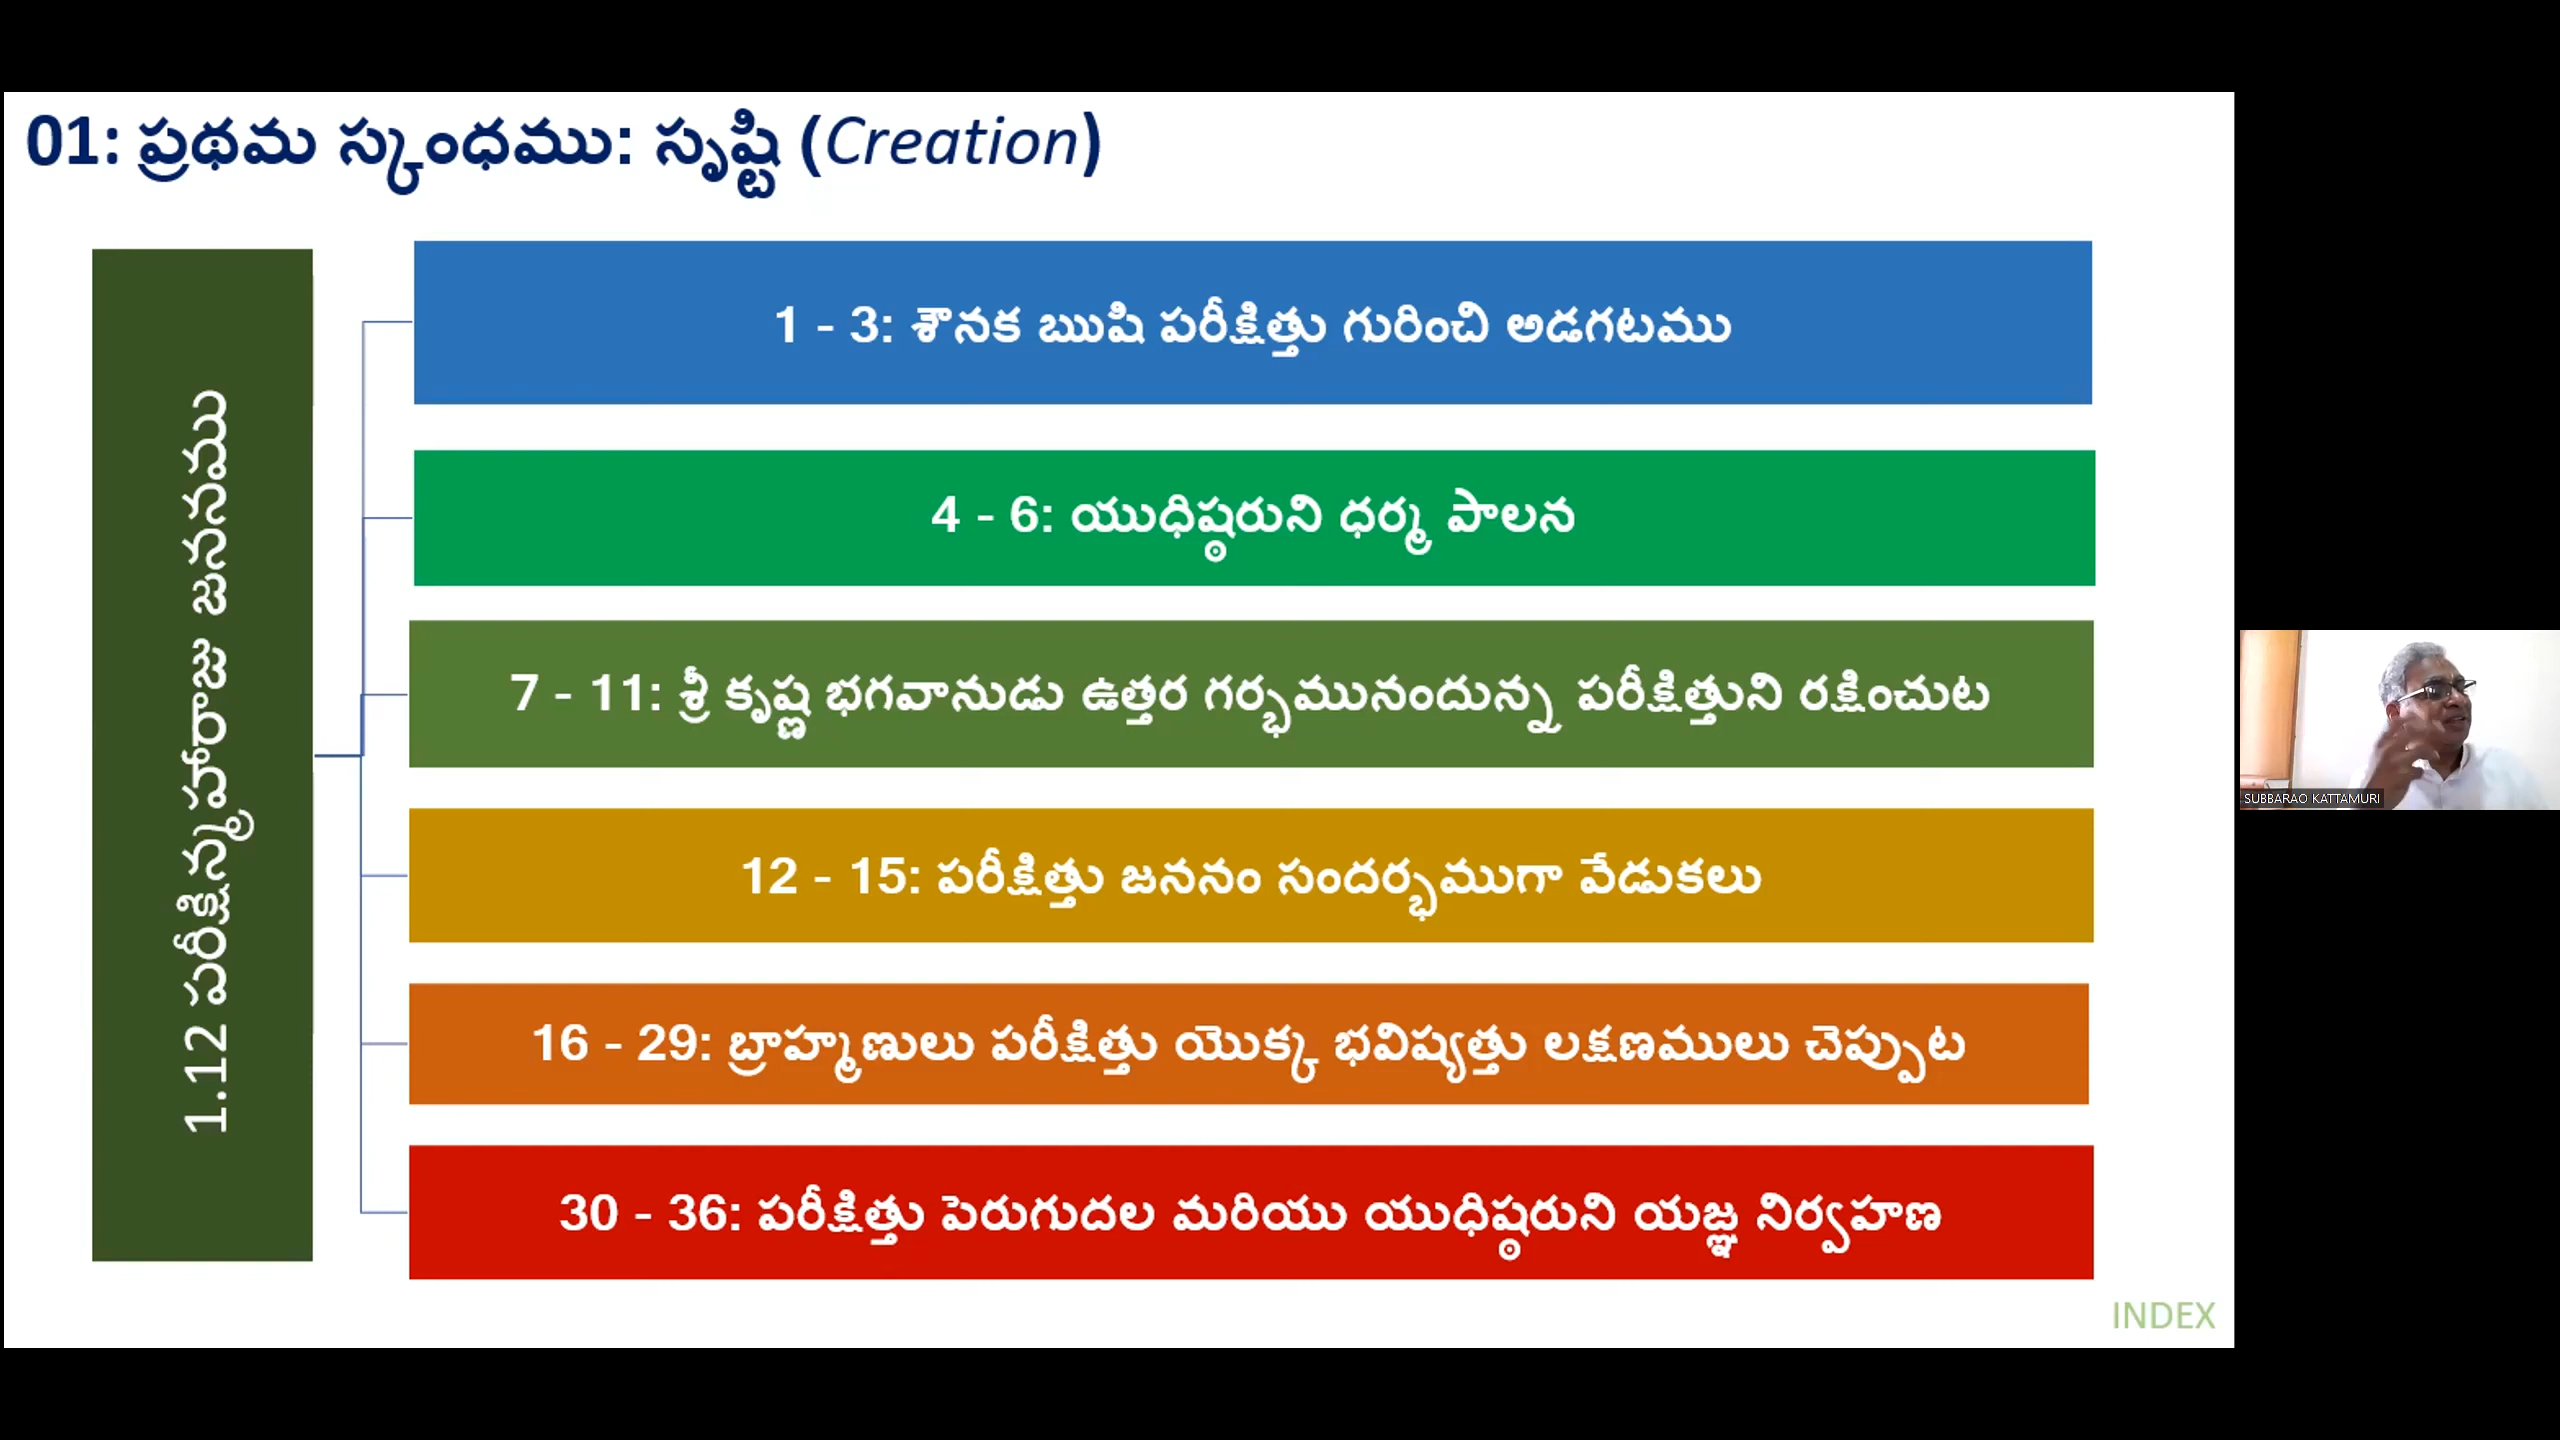 01: ప్రథమ స్కంధము: సృష్టి (Creation)
1.12 పరీక్షిన్మహారాజు జననము
1 - 3: శౌనక ఋషి పరీక్షిత్తు గురించి అడగటము
4 - 6: యుధిష్ఠరుని ధర్మ పాలన
7 - 11: శ్రీ కృష్ణ భగవానుడు ఉత్తర గర్భమునందున్న పరీక్షిత్తుని రక్షించుట
12 - 15: పరీక్షిత్తు జననం సందర్భముగా వేడుకలు
16 - 29: బ్రాహ్మణులు పరీక్షిత్తు యొక్క భవిష్యత్తు లక్షణములు చెప్పుట
30 - 36: పరీక్షిత్తు పెరుగుదల మరియు యుధిష్ఠరుని యజ్ఞ నిర్వహణ
INDEX
SUBBARAO KATTAMURI